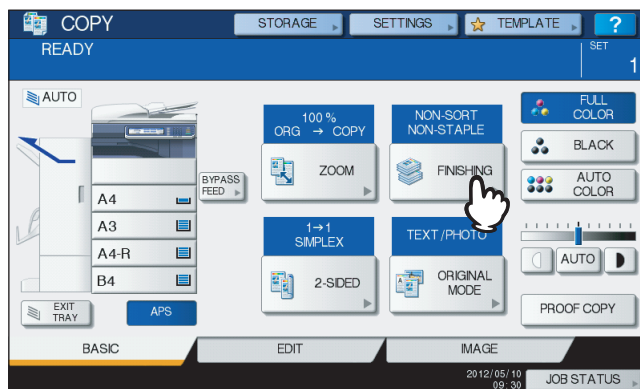 COPY
STORAGE
SETTINGS
TEMPLATE
?
READY
SET
1
AUTO
100 %
ORG → COPY
NON-SORT
NON-STAPLE
FULL
COLOR
ZOOM
FINISHING
BLACK
BYPASS
FEED
AUTO
COLOR
A4
A3
A4-R
B4
1→1
SIMPLEX
TEXT/PHOTO
2-SIDED
ORIGINAL
MODE
AUTO
EXIT
TRAY
APS
PROOF COPY
BASIC
EDIT
IMAGE
2012/05/10
09:30
JOB STATUS